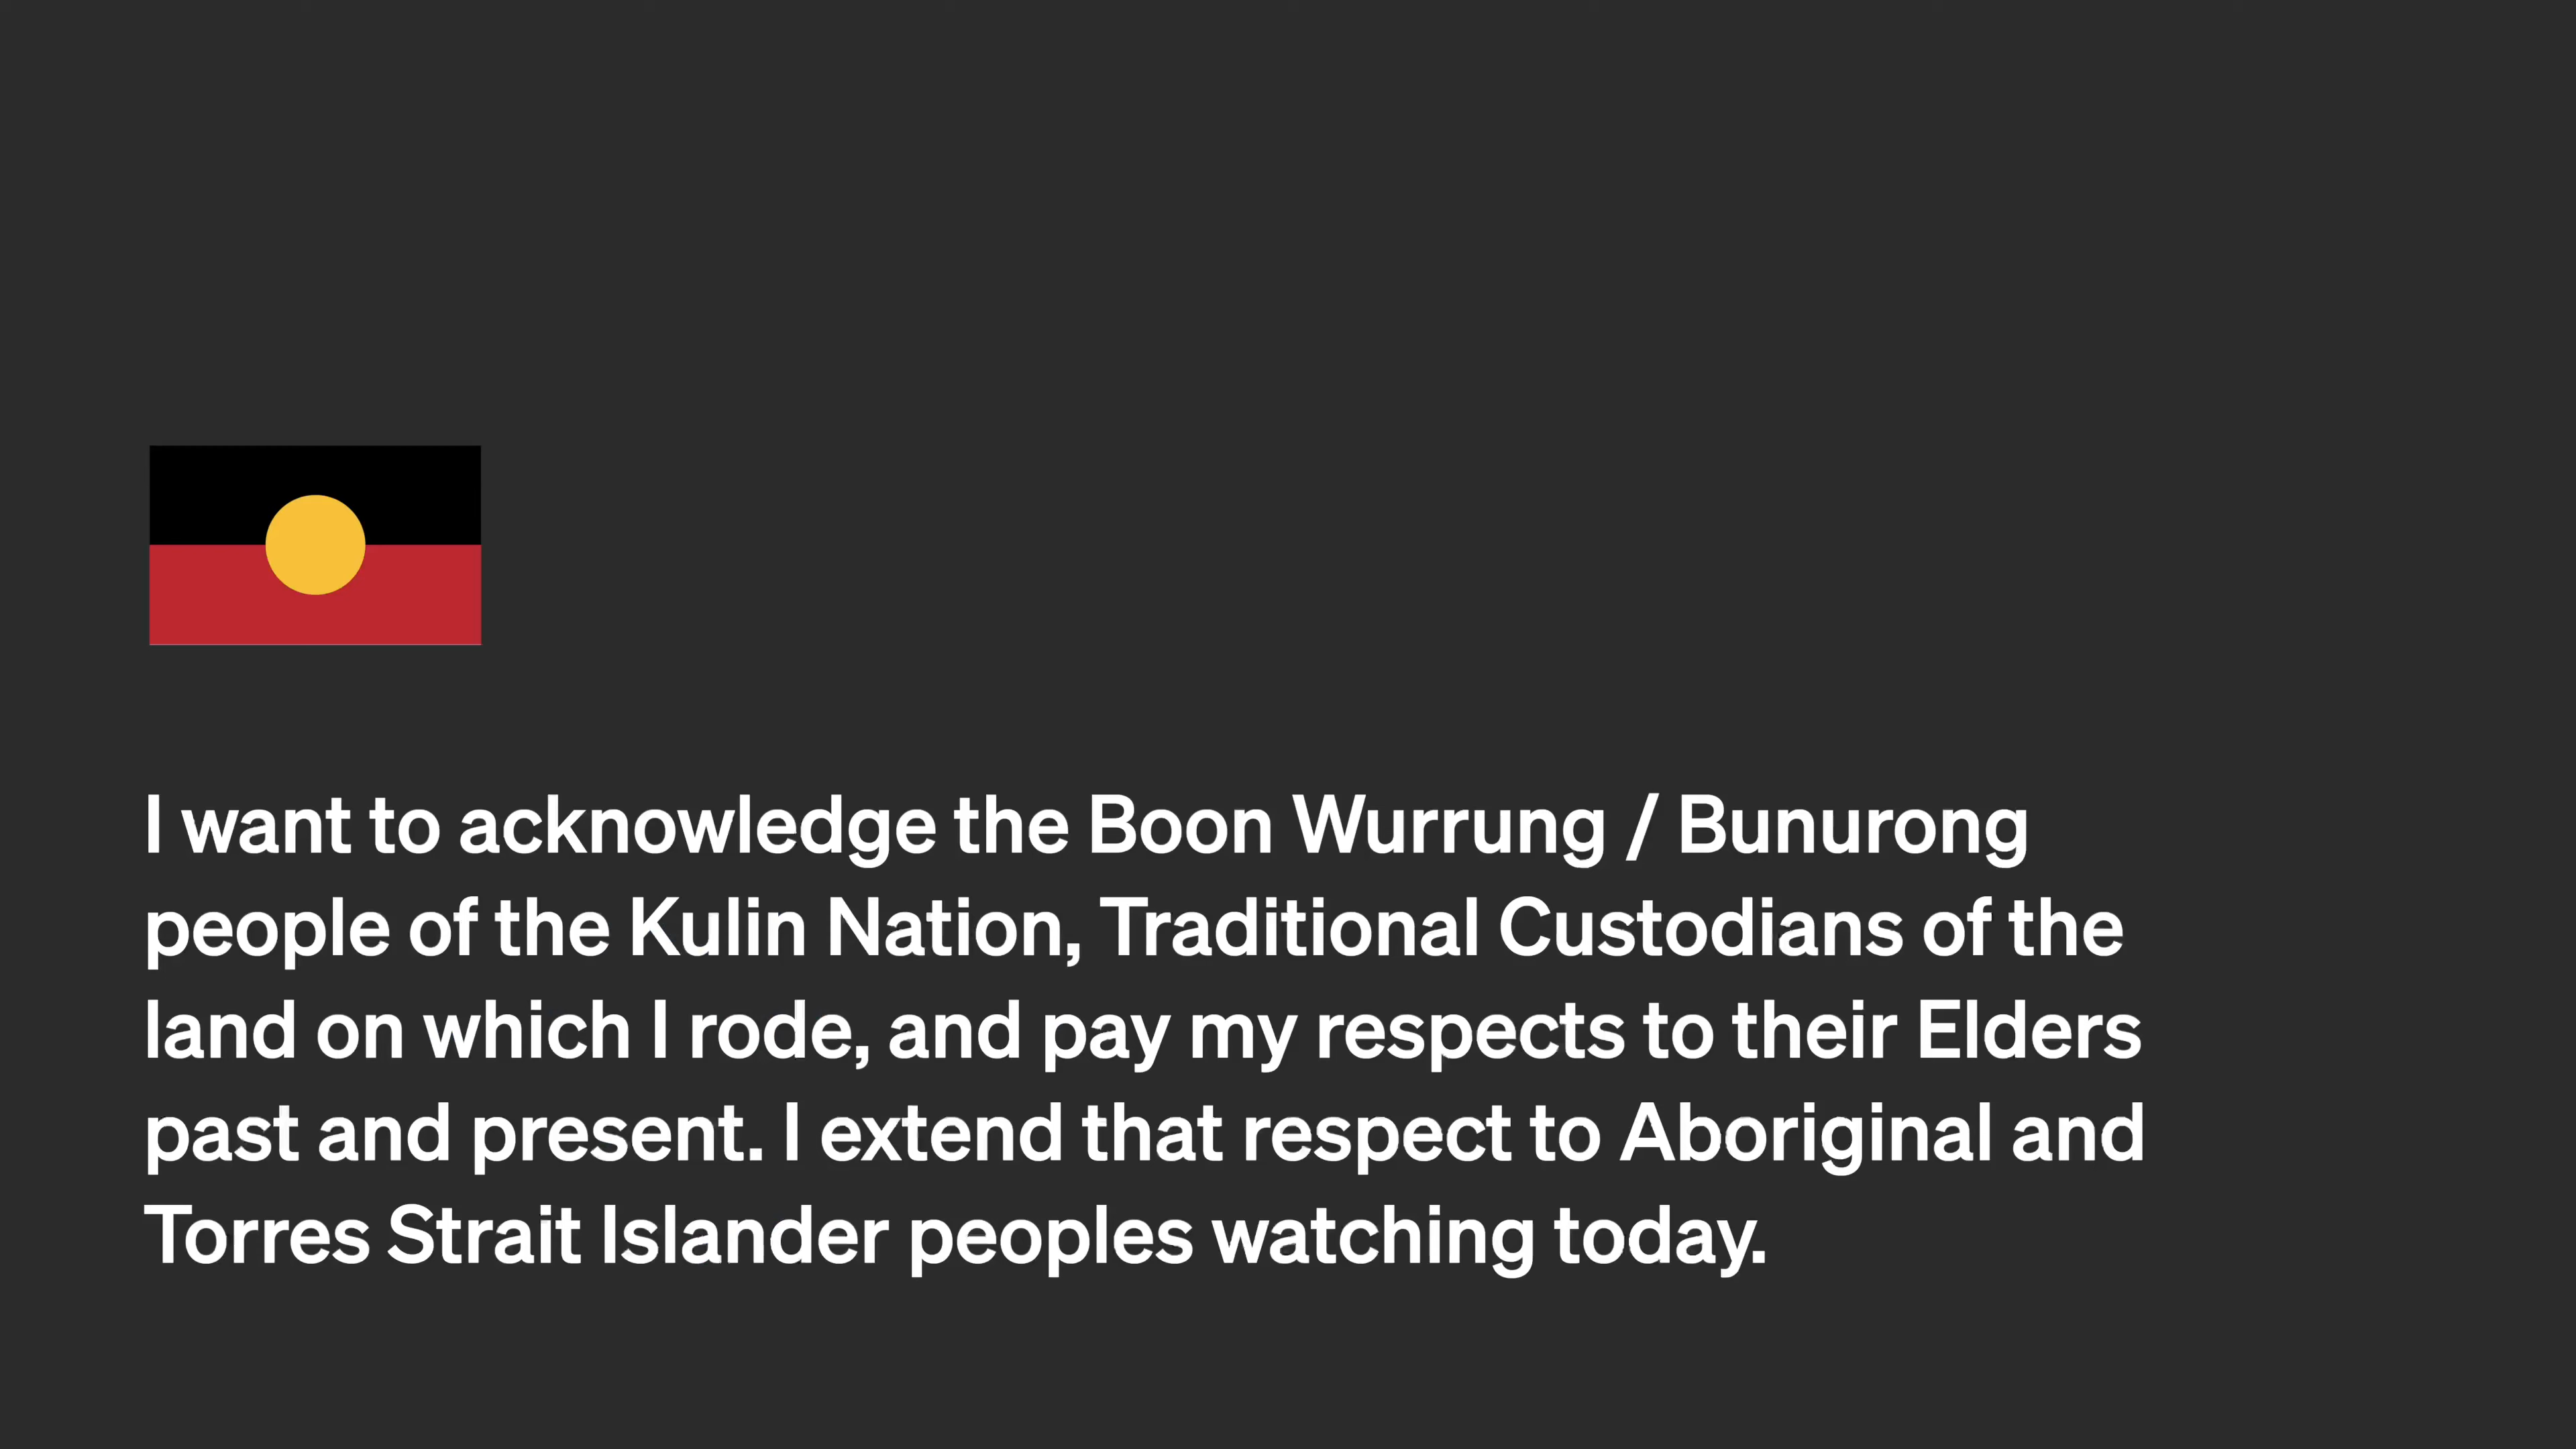 I want to acknowledge the Boon Wurrung / Bunurong
people of the Kulin Nation, Traditional Custodians of the
land on which I rode, and pay my respects to their Elders
past and present. I extend that respect to Aboriginal and
Torres Strait Islander peoples watching today.